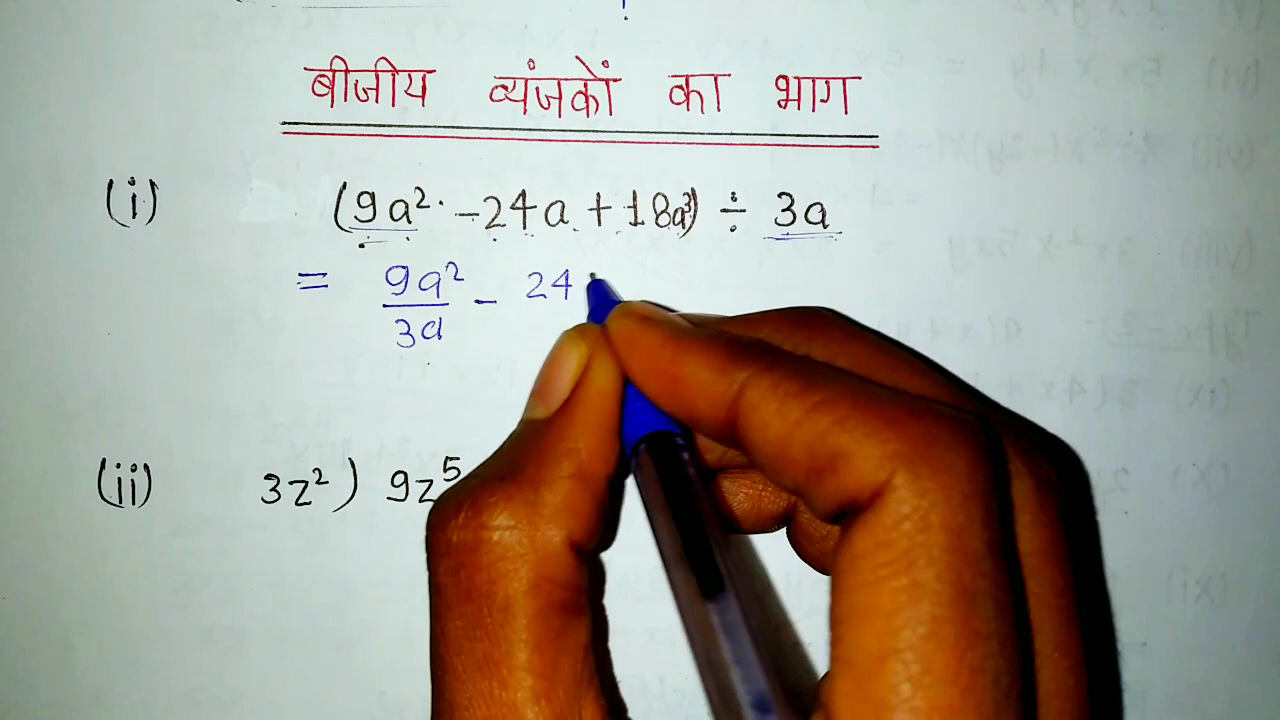 बीजीय व्यंजकों का भाग
(i) (9a² - 24a + 18a³) ÷ 3a
= 9a²/3a - 24
(ii) 3z² ) 9z⁵